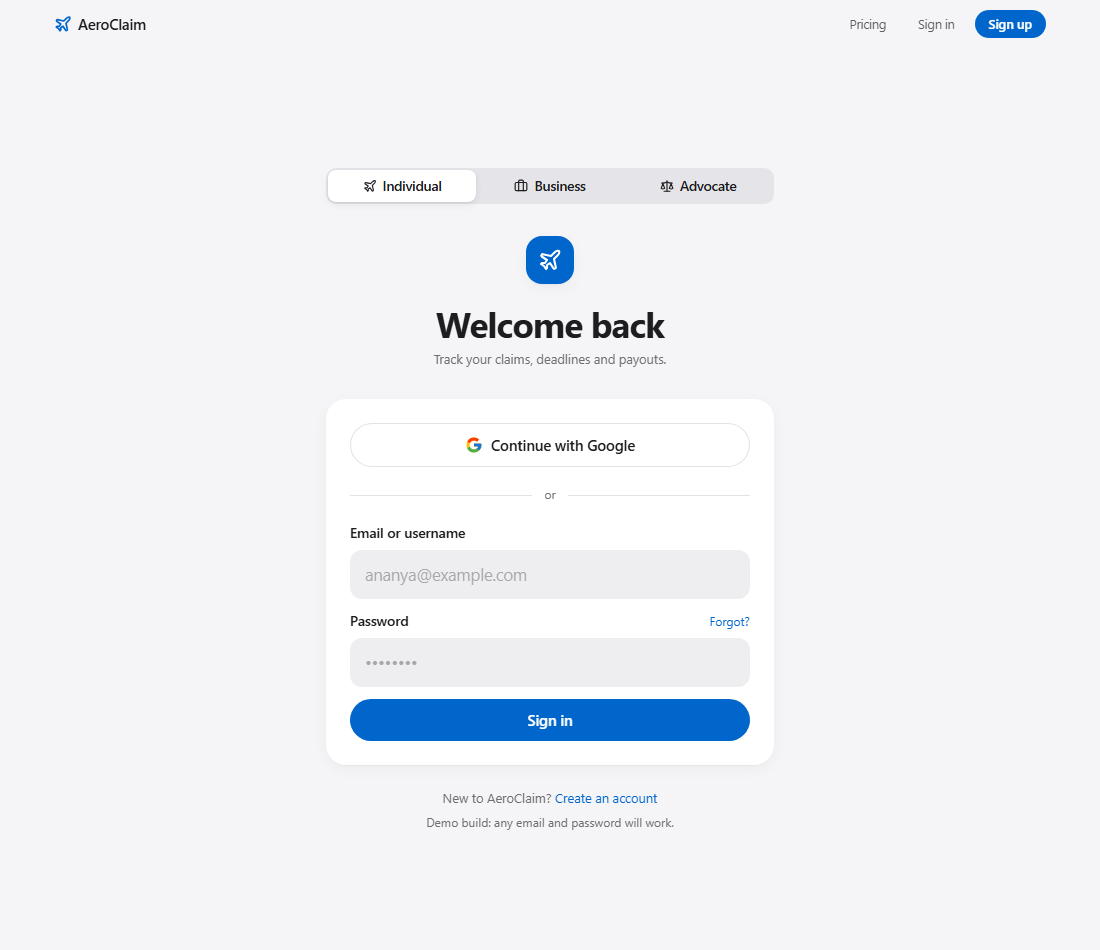 AeroClaim
Pricing
Sign in
Sign up
Individual
Business
Advocate
Welcome back
Track your claims, deadlines and payouts.
Continue with Google
or
Email or username
ananya@example.com
Password
Forgot?
••••••••
Sign in
New to AeroClaim? Create an account
Demo build: any email and password will work.